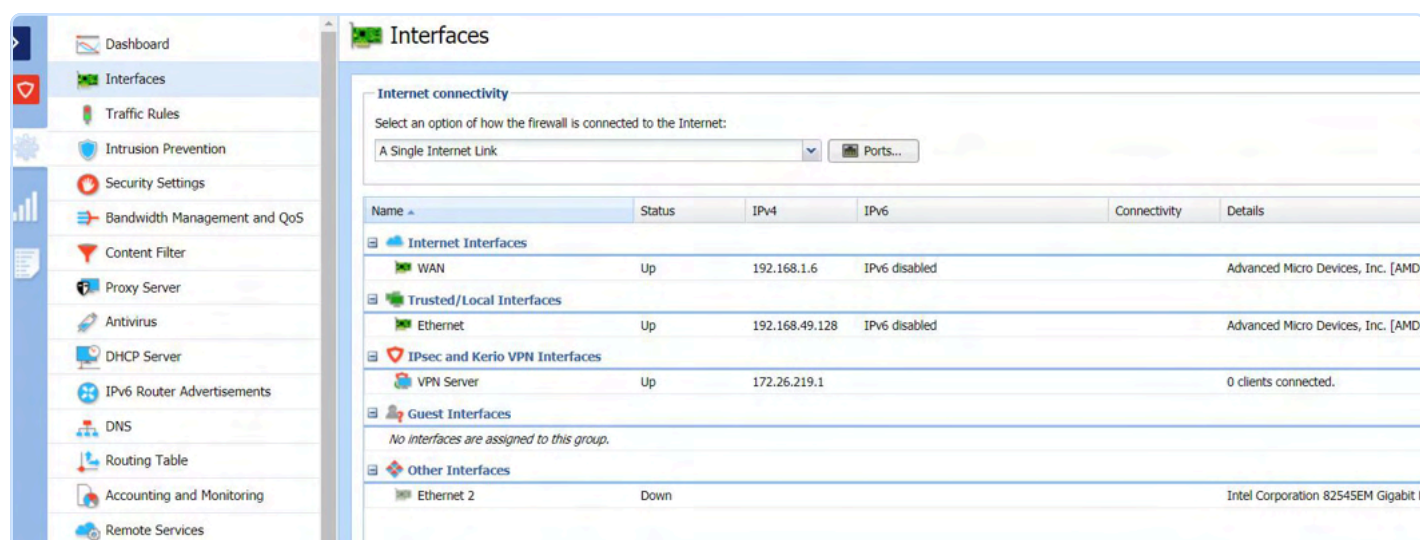 Dashboard
Interfaces
Traffic Rules
Intrusion Prevention
Security Settings
Bandwidth Management and QoS
Content Filter
Proxy Server
Antivirus
DHCP Server
IPv6 Router Advertisements
DNS
Routing Table
Accounting and Monitoring
Remote Services
Interfaces
Internet connectivity
Select an option of how the firewall is connected to the Internet:
A Single Internet Link Ports...
Name Status IPv4 IPv6 Connectivity Details
Internet Interfaces
WAN Up 192.168.1.6 IPv6 disabled Advanced Micro Devices, Inc. [AMD
Trusted/Local Interfaces
Ethernet Up 192.168.49.128 IPv6 disabled Advanced Micro Devices, Inc. [AMD
IPsec and Kerio VPN Interfaces
VPN Server Up 172.26.219.1 0 clients connected.
Guest Interfaces
No interfaces are assigned to this group.
Other Interfaces
Ethernet 2 Down Intel Corporation 82545EM Gigabit